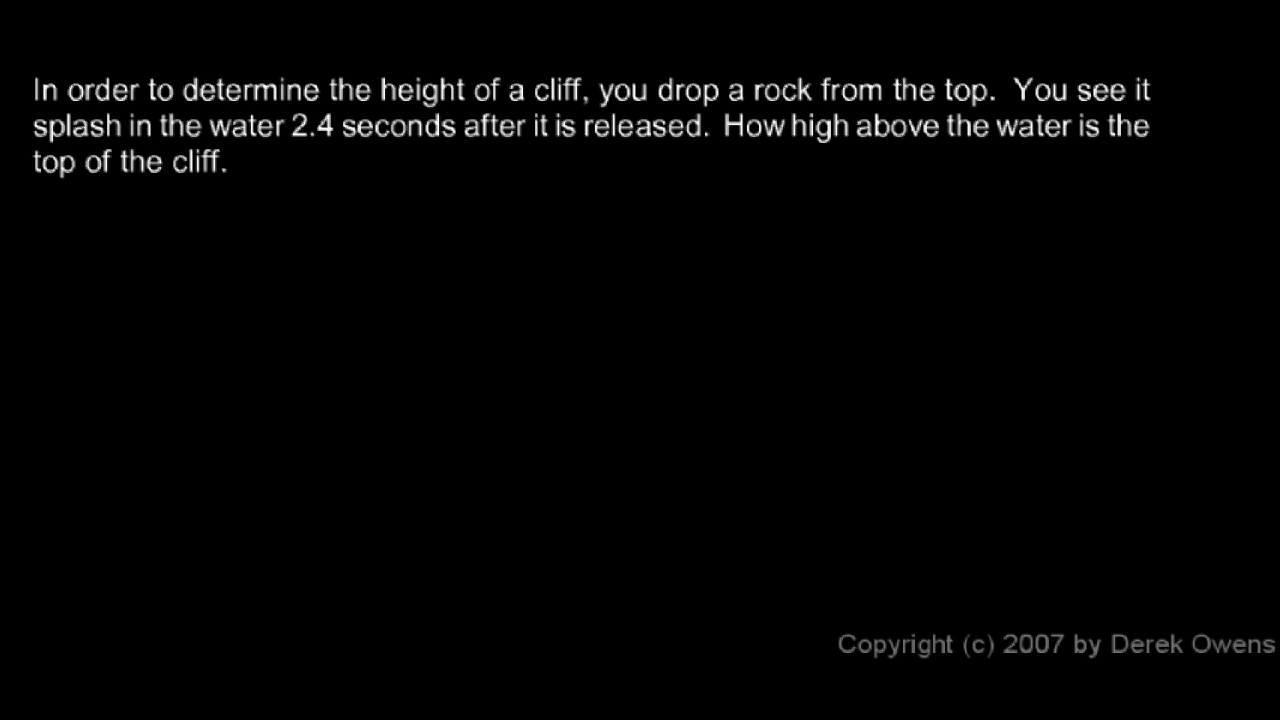 In order to determine the height of a cliff, you drop a rock from the top.  You see it
splash in the water 2.4 seconds after it is released.  How high above the water is the
top of the cliff.
Copyright (c) 2007 by Derek Owens